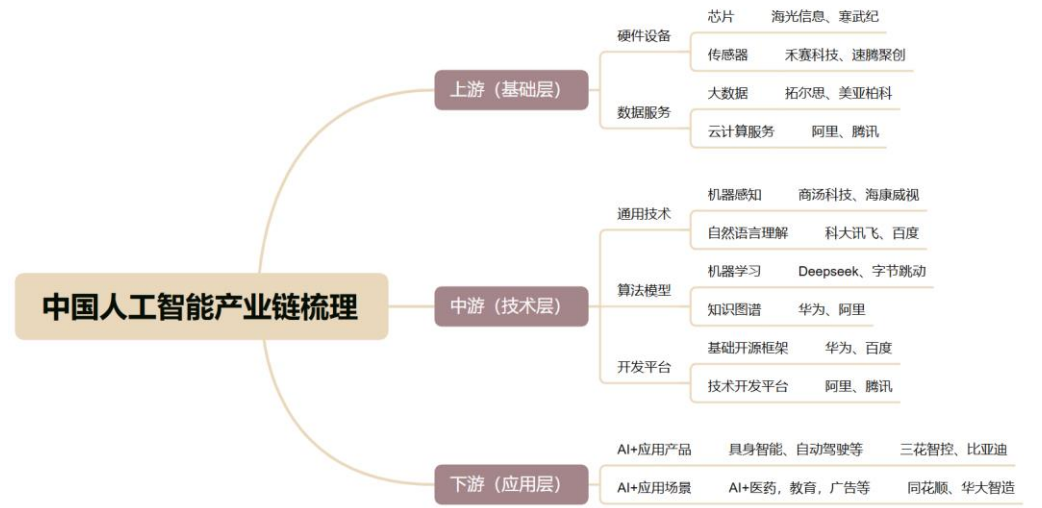 中国人工智能产业链梳理
上游（基础层）
硬件设备
芯片 海光信息、寒武纪
传感器 禾赛科技、速腾聚创
数据服务
大数据 拓尔思、美亚柏科
云计算服务 阿里、腾讯
中游（技术层）
通用技术
机器感知 商汤科技、海康威视
自然语言理解 科大讯飞、百度
算法模型
机器学习 Deepseek、字节跳动
知识图谱 华为、阿里
开发平台
基础开源框架 华为、百度
技术开发平台 阿里、腾讯
下游（应用层）
AI+应用产品 具身智能、自动驾驶等 三花智控、比亚迪
AI+应用场景 AI+医药，教育，广告等 同花顺、华大智造